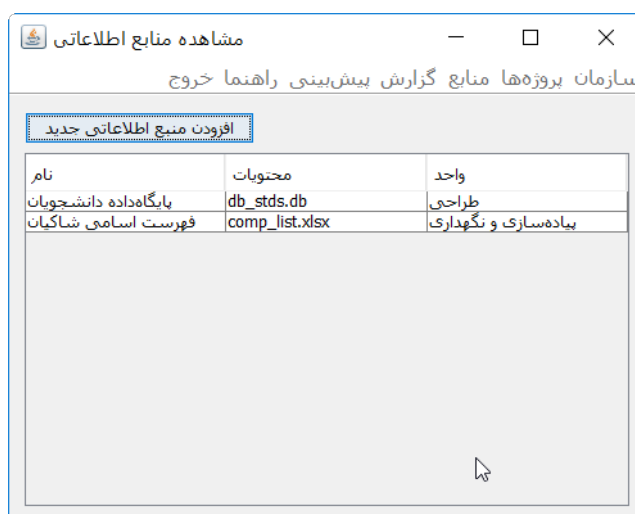 مشاهده منابع اطلاعاتی
سازمان پروژه‌ها منابع گزارش پیش‌بینی راهنما خروج
افزودن منبع اطلاعاتی جدید
نام محتویات واحد
پایگاه‌داده دانشجویان db_stds.db طراحی
فهرست اسامی شاکیان comp_list.xlsx پیاده‌سازی و نگهداری